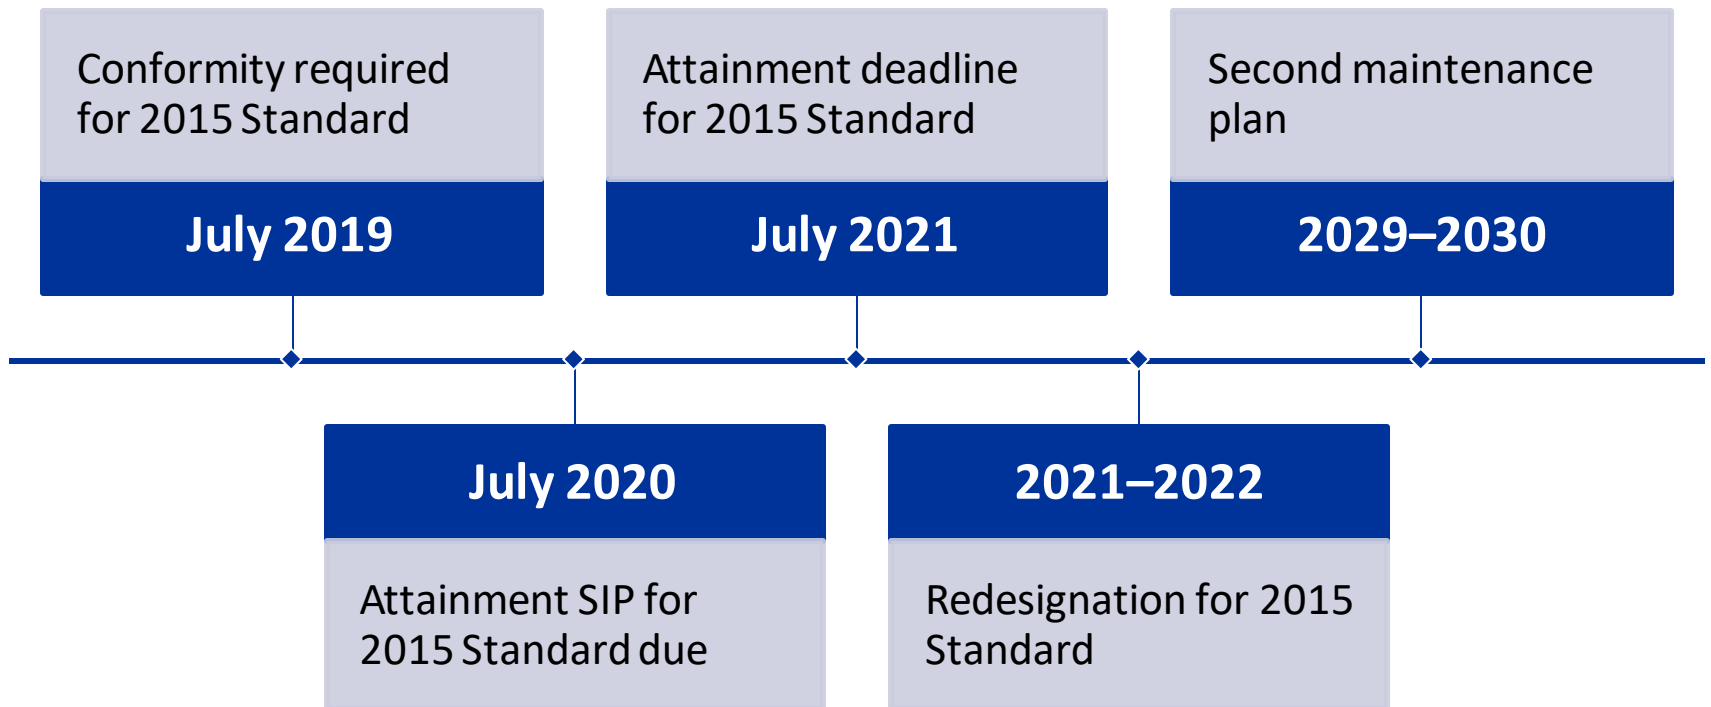 Conformity required
for 2015 Standard
July 2019
Attainment deadline
for 2015 Standard
July 2021
Second maintenance
plan
2029–2030
July 2020
Attainment SIP for
2015 Standard due
2021–2022
Redesignation for 2015
Standard